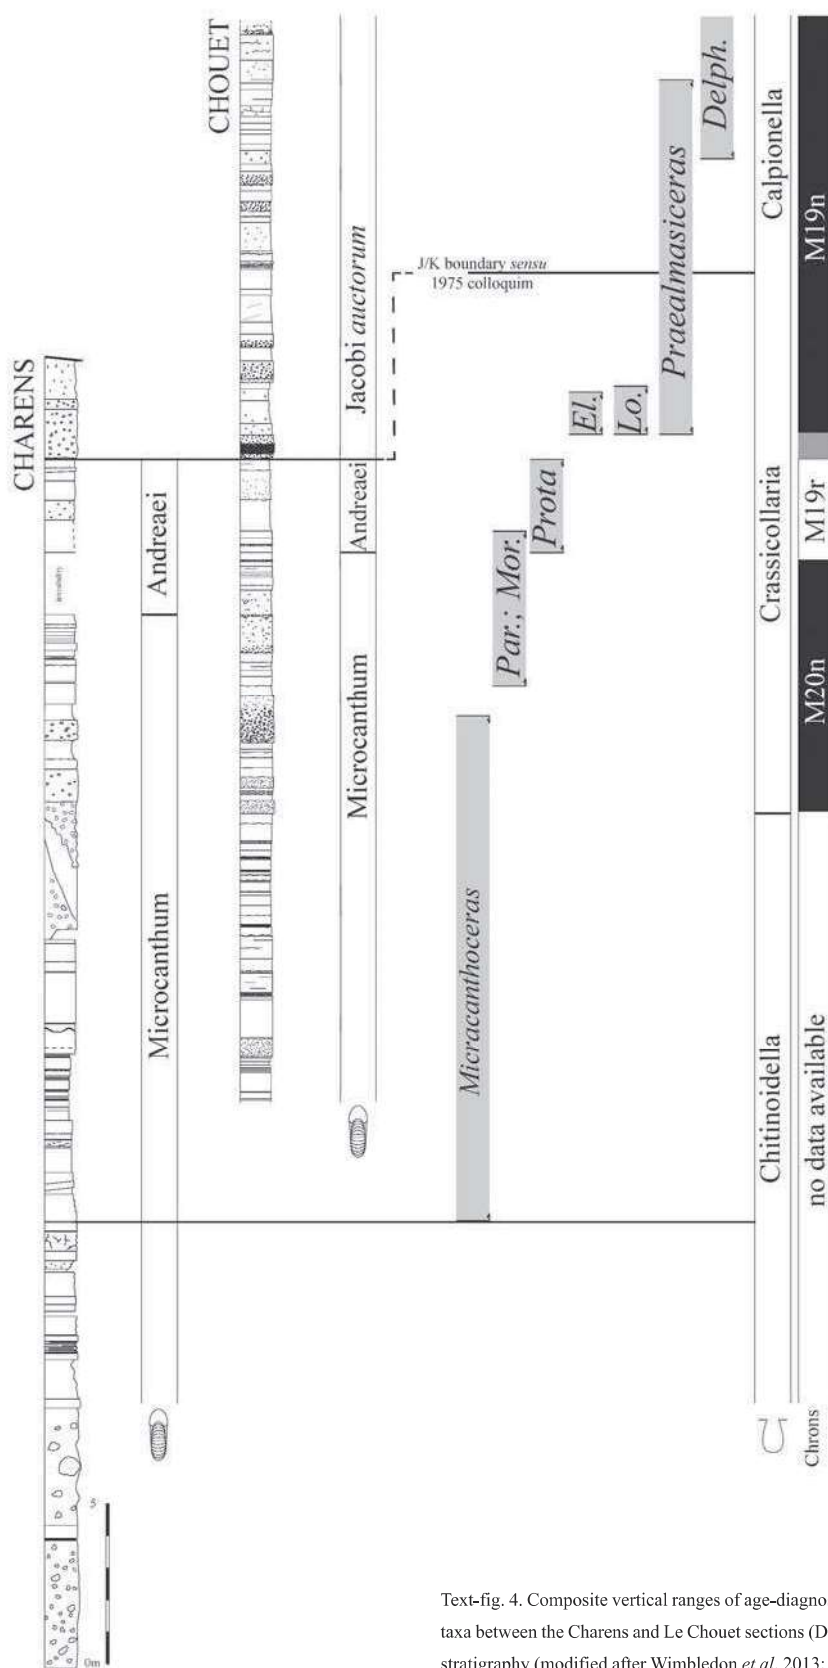 CHARENS
Andreaei
Microcanthum
5
0m
CHOUET
Jacobi auctorum
Andreaei
Microcanthum
J/K boundary sensu
1975 colloquim
Micracanthoceras
Par.; Mor.
Prota
El.
Lo.
Praealmasiceras
Delph.
Calpionella
Crassicollaria
Chitinoidella
M19n
M19r
M20n
no data available
Chrons
Text-fig. 4. Composite vertical ranges of age-diagno
taxa between the Charens and Le Chouet sections (D
stratigraphy (modified after Wimbledon et al. 2013;